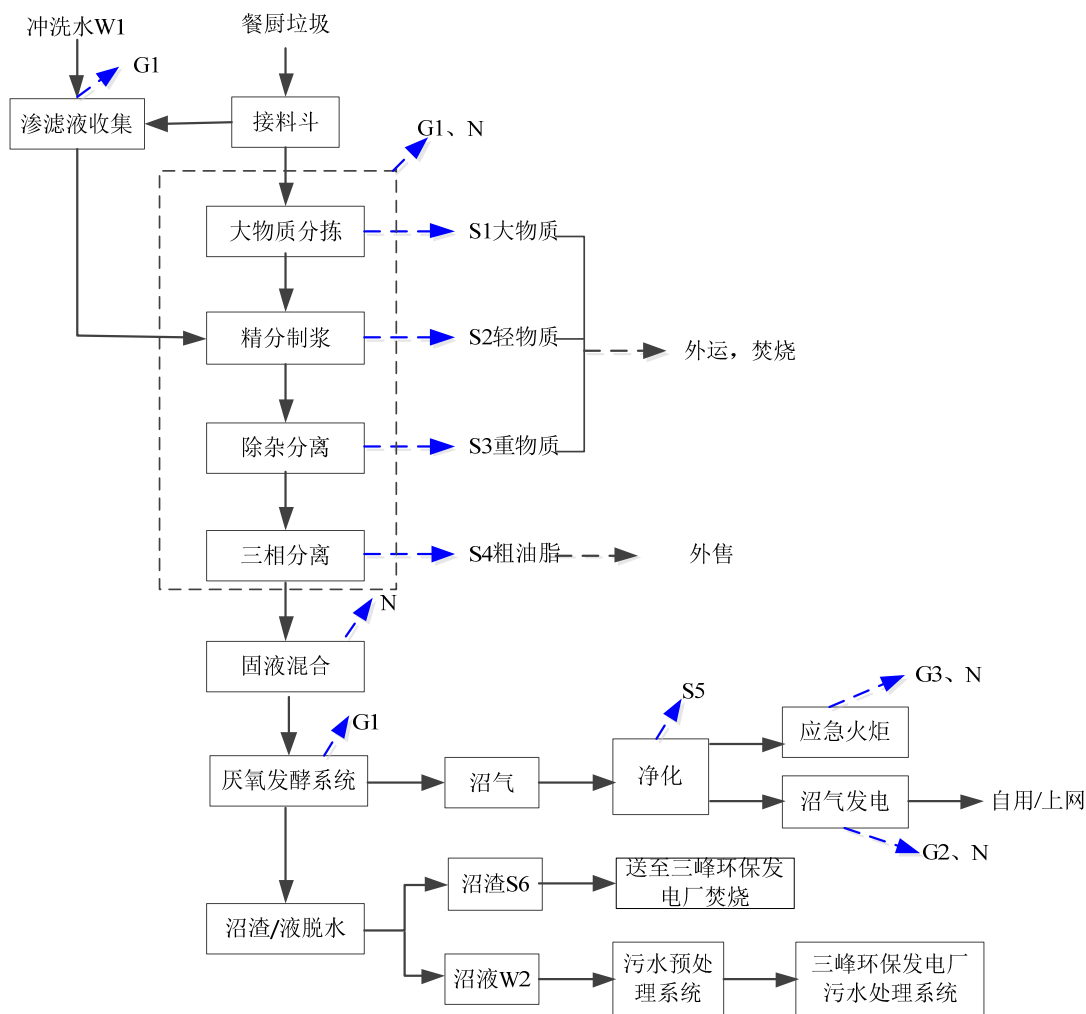 冲洗水W1
餐厨垃圾
G1
渗滤液收集
接料斗
G1、N
大物质分拣
S1大物质
精分制浆
S2轻物质
外运，焚烧
除杂分离
S3重物质
三相分离
S4粗油脂
外售
N
固液混合
G3、N
S5
G1
应急火炬
厌氧发酵系统
沼气
净化
沼气发电
自用/上网
G2、N
沼渣S6
送至三峰环保发
电厂焚烧
沼渣/液脱水
沼液W2
污水预处
理系统
三峰环保发电厂
污水处理系统